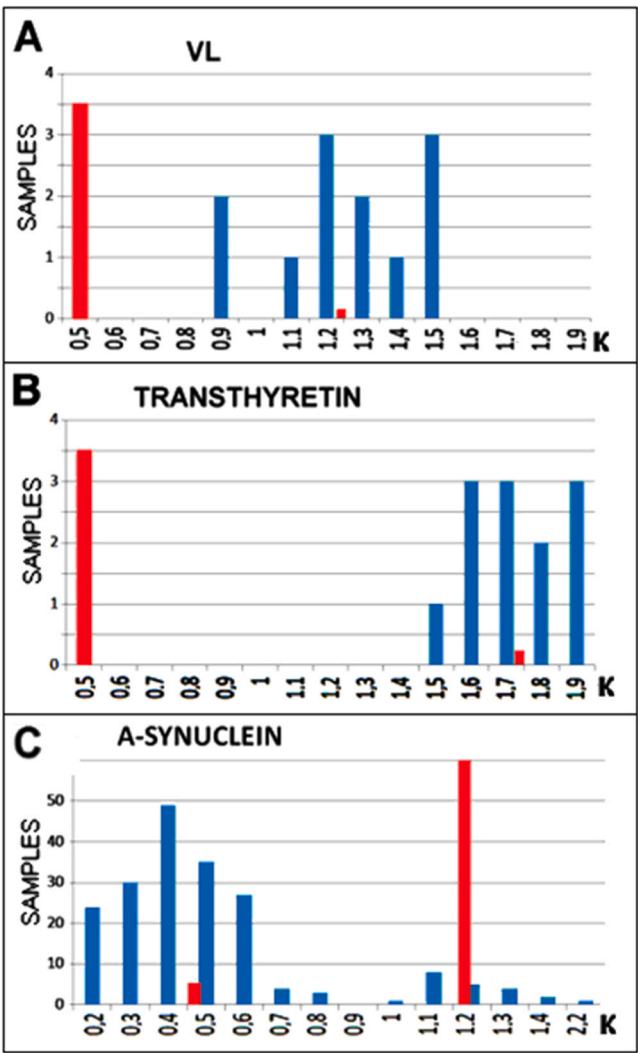 A
VL
4
3
2
1
0
SAMPLES
0,5 0,6 0,7 0,8 0,9 1 1.1 1.2 1.3 1,4 1.5 1.6 1.7 1.8 1.9 K
B
TRANSTHYRETIN
4
3
2
1
0
SAMPLES
0,5 0,6 0,7 0,8 0,9 1 1.1 1,2 1,3 1,4 1,5 1.6 1.7 1.8 1,9 K
C
A-SYNUCLEIN
50
40
30
20
10
0
SAMPLES
0,2 0,3 0,4 0,5 0,6 0,7 0,8 0,9 1 1.1 1.2 1,3 1,4 2,2 K